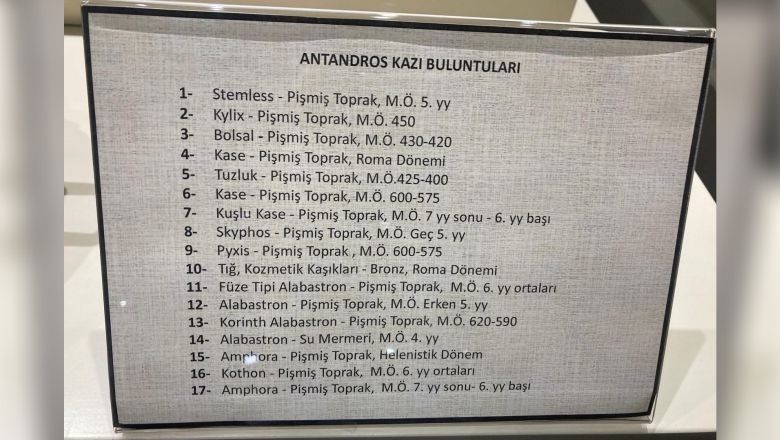 ANTANDROS KAZI BULUNTULARI
1- Stemless - Pişmiş Toprak, M.Ö. 5. yy
2- Kylix - Pişmiş Toprak, M.Ö. 450
3- Bolsal - Pişmiş Toprak, M.Ö. 430-420
4- Kase - Pişmiş Toprak, Roma Dönemi
5- Tuzluk - Pişmiş Toprak, M.Ö.425-400
6- Kase - Pişmiş Toprak, M.Ö. 600-575
7- Kuşlu Kase - Pişmiş Toprak, M.Ö. 7 yy sonu - 6. yy başı
8- Skyphos - Pişmiş Toprak, M.Ö. Geç 5. yy
9- Pyxis - Pişmiş Toprak , M.Ö. 600-575
10- Tığ, Kozmetik Kaşıkları - Bronz, Roma Dönemi
11- Füze Tipi Alabastron - Pişmiş Toprak, M.Ö. 6. yy ortaları
12- Alabastron - Pişmiş Toprak, M.Ö. Erken 5. yy
13- Korinth Alabastron - Pişmiş Toprak, M.Ö. 620-590
14- Alabastron - Su Mermeri, M.Ö. 4. yy
15- Amphora - Pişmiş Toprak, Helenistik Dönem
16- Kothon - Pişmiş Toprak, M.Ö. 6. yy ortaları
17- Amphora - Pişmiş Toprak, M.Ö. 7. yy sonu- 6. yy başı